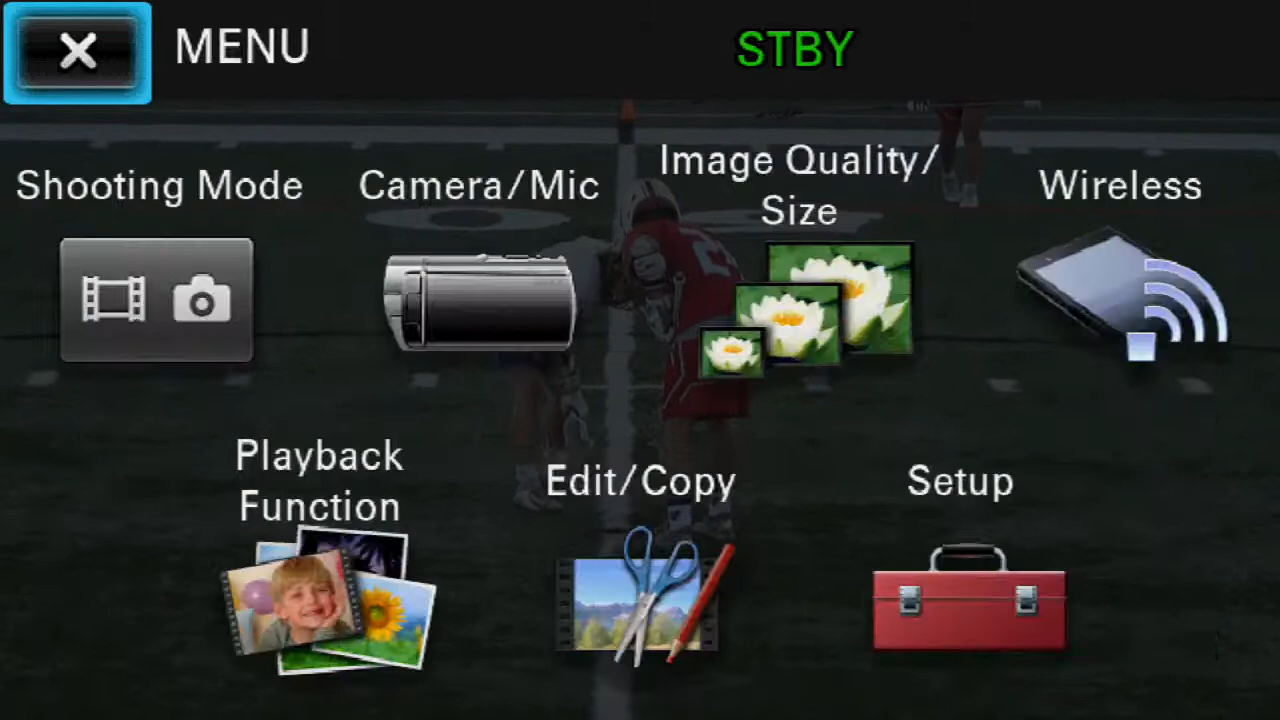 MENU
STBY
Shooting Mode
Camera/Mic
Image Quality/
Size
Wireless
Playback
Function
Edit/Copy
Setup